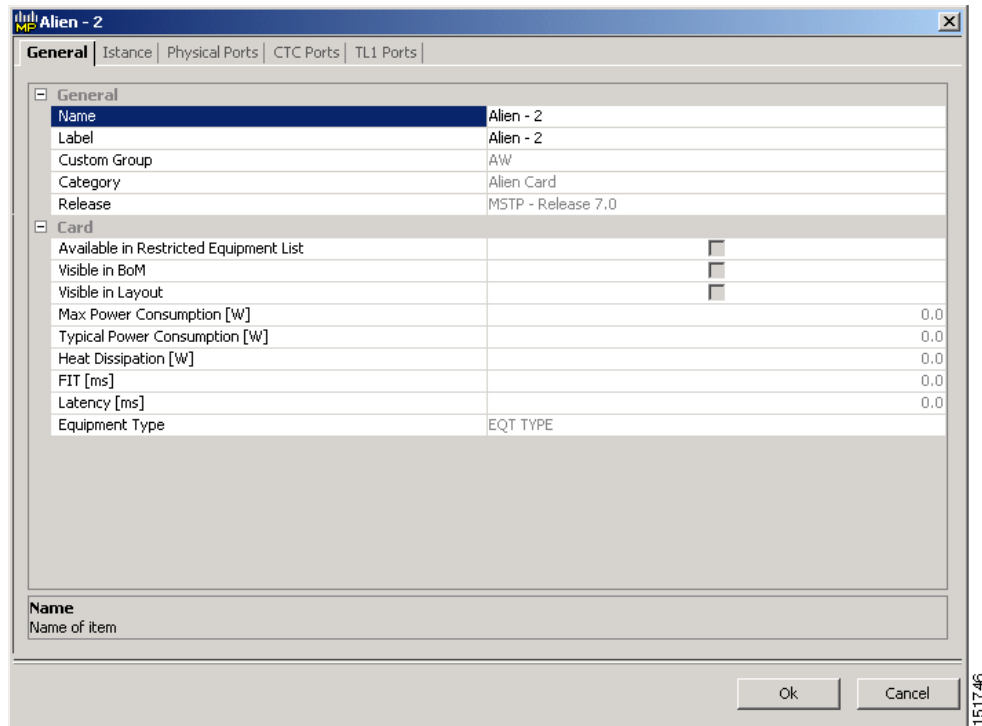 MP Alien - 2
General Istance Physical Ports CTC Ports TL1 Ports
General
Name Alien - 2
Label Alien - 2
Custom Group AW
Category Alien Card
Release MSTP - Release 7.0
Card
Available in Restricted Equipment List
Visible in BoM
Visible in Layout
Max Power Consumption [W] 0.0
Typical Power Consumption [W] 0.0
Heat Dissipation [W] 0.0
FIT [ms] 0.0
Latency [ms] 0.0
Equipment Type EQT TYPE
Name
Name of item
Ok Cancel
151746